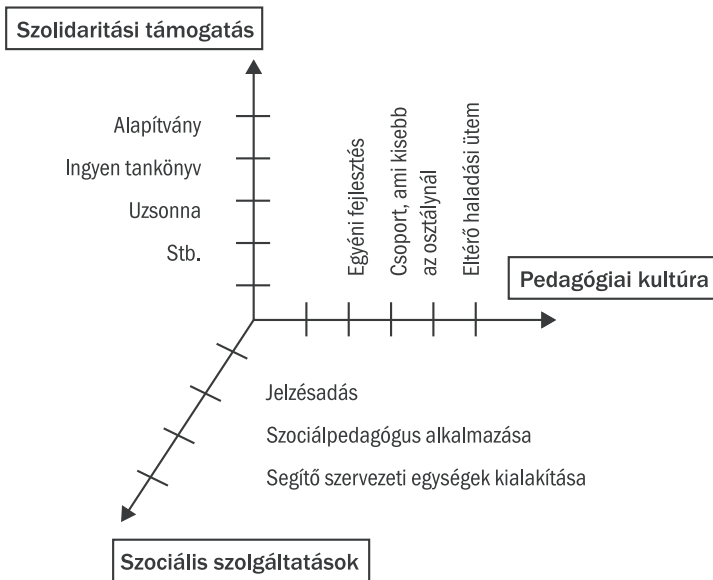 Szolidaritási támogatás
Alapítvány
Ingyen tankönyv
Uzsonna
Stb.
Egyéni fejlesztés
Csoport, ami kisebb
az osztálynál
Eltérő haladási ütem
Pedagógiai kultúra
Jelzésadás
Szociálpedagógus alkalmazása
Segítő szervezeti egységek kialakítása
Szociális szolgáltatások